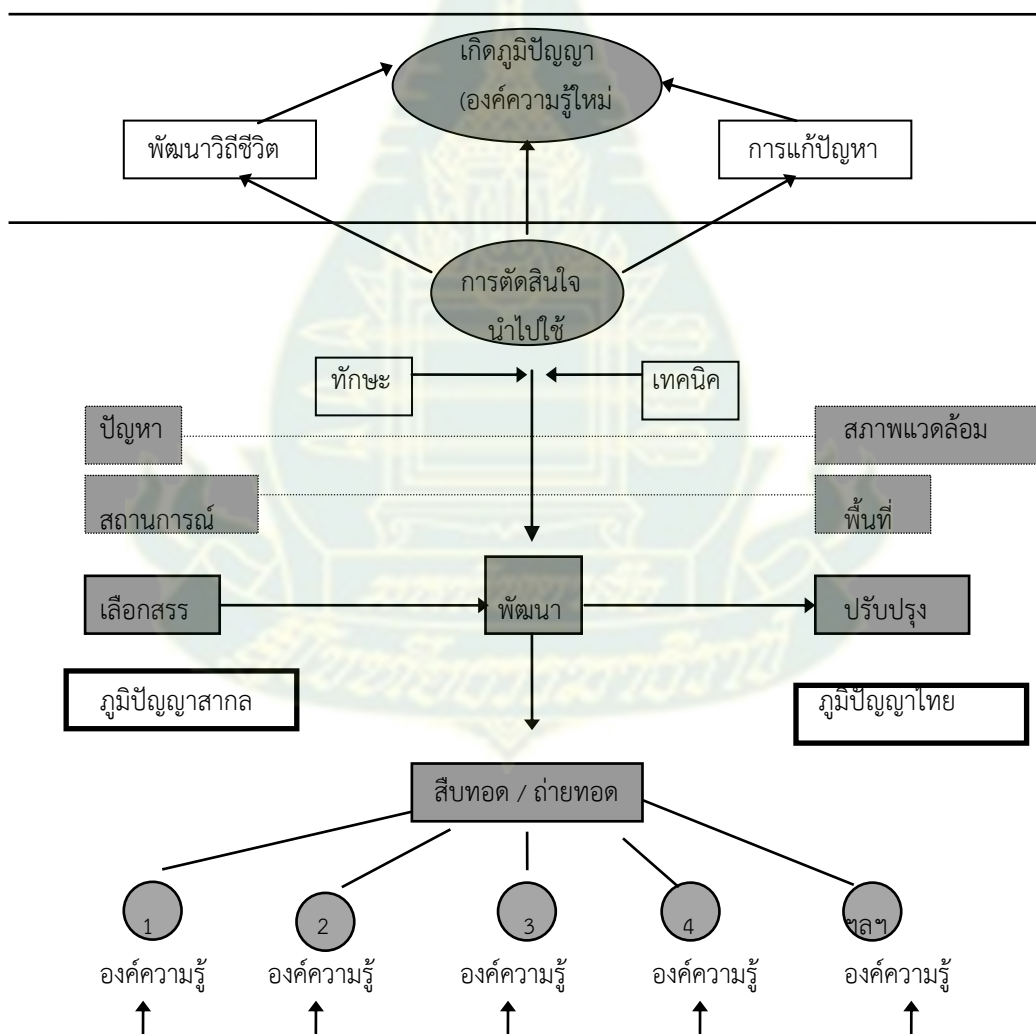 เกิดภูมิปัญญา
(องค์ความรู้ใหม่
พัฒนาวิถีชีวิต
การแก้ปัญหา
การตัดสินใจ
นำไปใช้
ทักษะ
เทคนิค
ปัญหา
สภาพแวดล้อม
สถานการณ์
พื้นที่
เลือกสรร
พัฒนา
ปรับปรุง
ภูมิปัญญาสากล
ภูมิปัญญาไทย
สืบทอด / ถ่ายทอด
1
2
3
4
ฯลฯ
องค์ความรู้
องค์ความรู้
องค์ความรู้
องค์ความรู้
องค์ความรู้